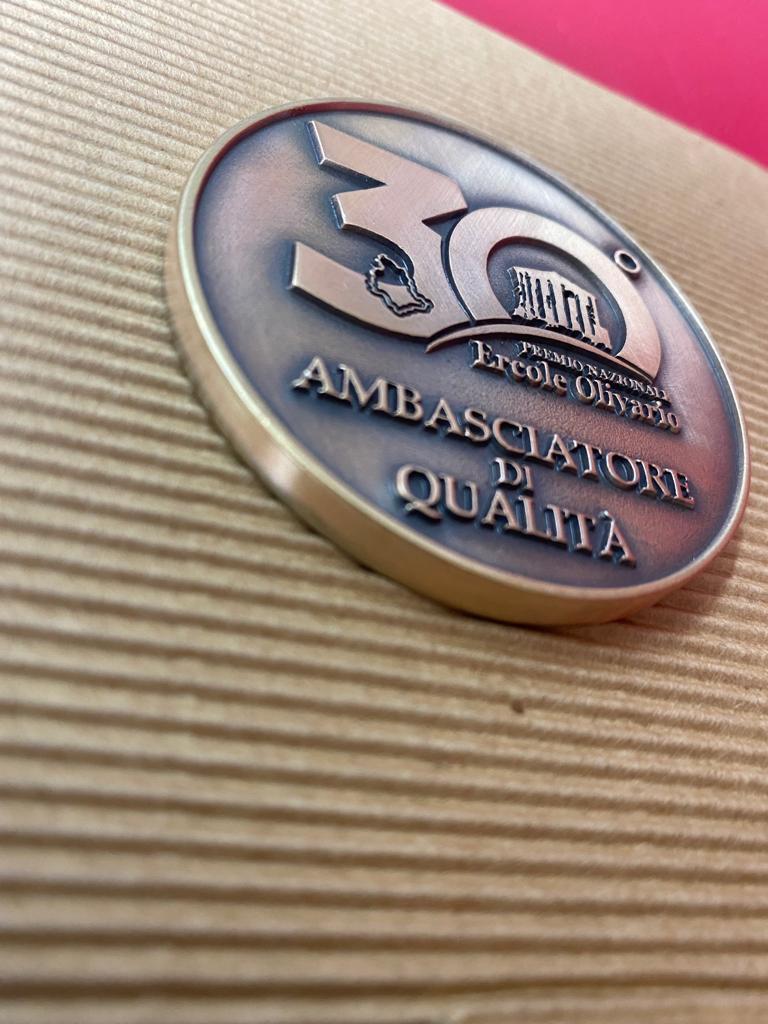 30°
PREMIO NAZIONALE
Ercole Olivario
AMBASCIATORE
DI
QUALITÀ